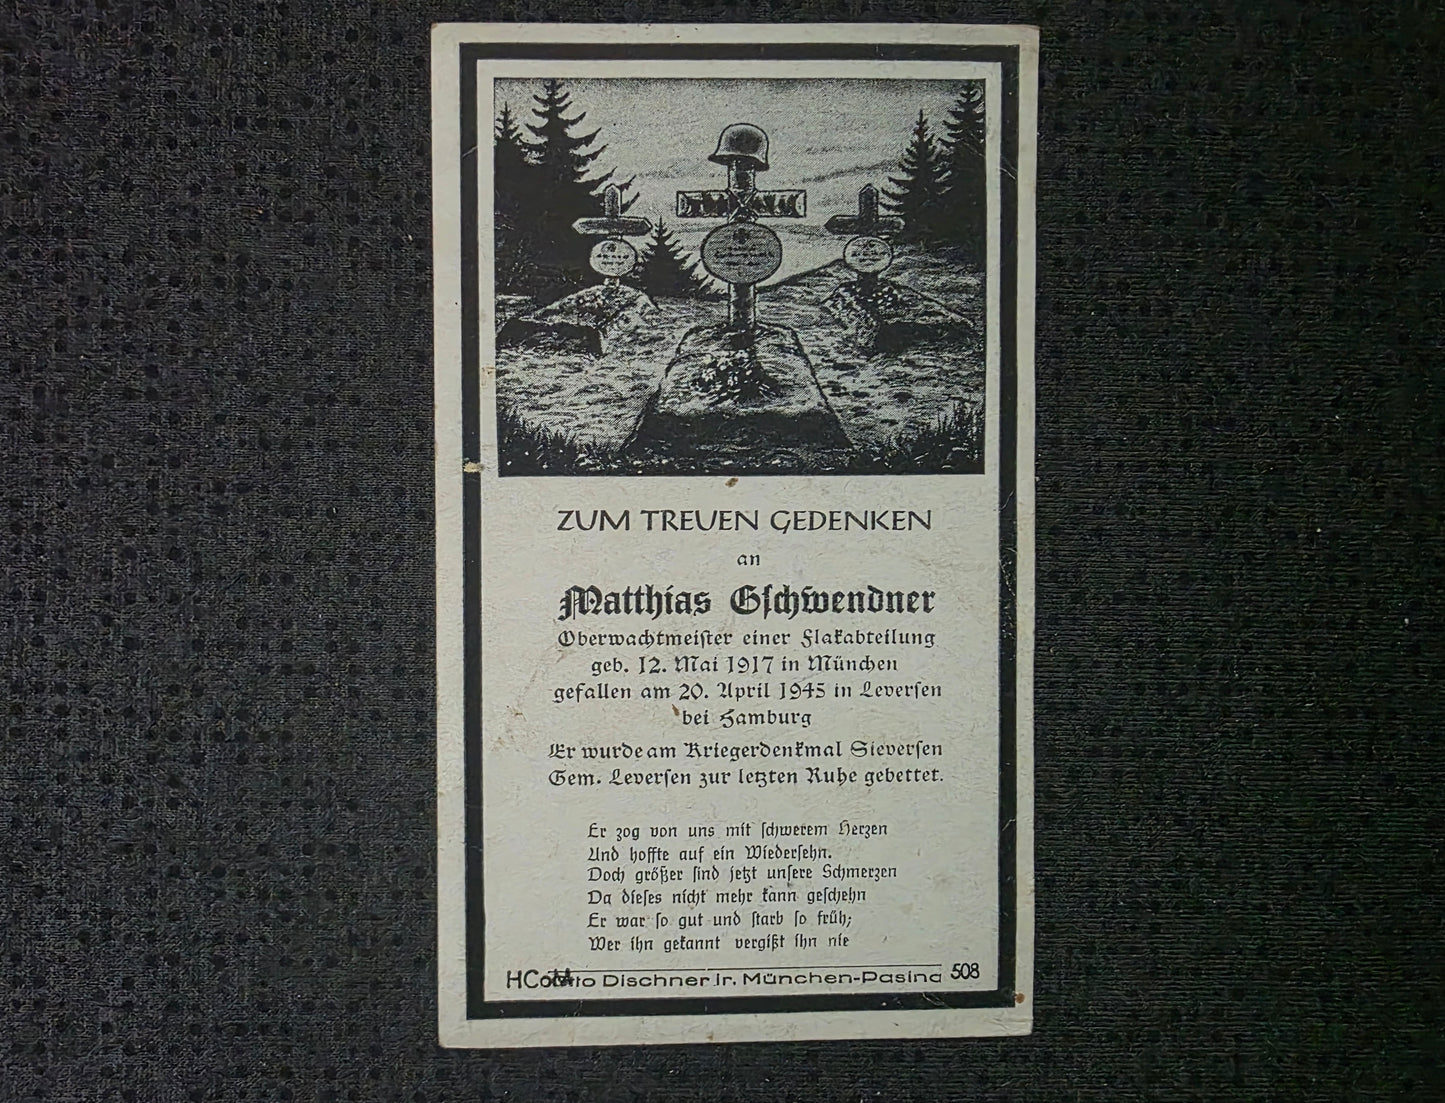 ZUM TREUEN GEDENKEN
an
Matthias Gschwendner
Oberwachtmeister einer Flakabteilung
geb. 12. Mai 1917 in München
gefallen am 20. April 1945 in Leversen
bei Hamburg
Er wurde am Kriegerdenkmal Sieversen
Gem. Leversen zur letzten Ruhe gebettet.
Er zog von uns mit schwerem Herzen
Und hoffte auf ein Wiedersehn.
Doch größer sind jetzt unsere Schmerzen
Da dieses nicht mehr kann geschehn
Er war so gut und starb so früh;
Wer ihn gekannt vergißt ihn nie
Dischner jr. München-Pasing 508